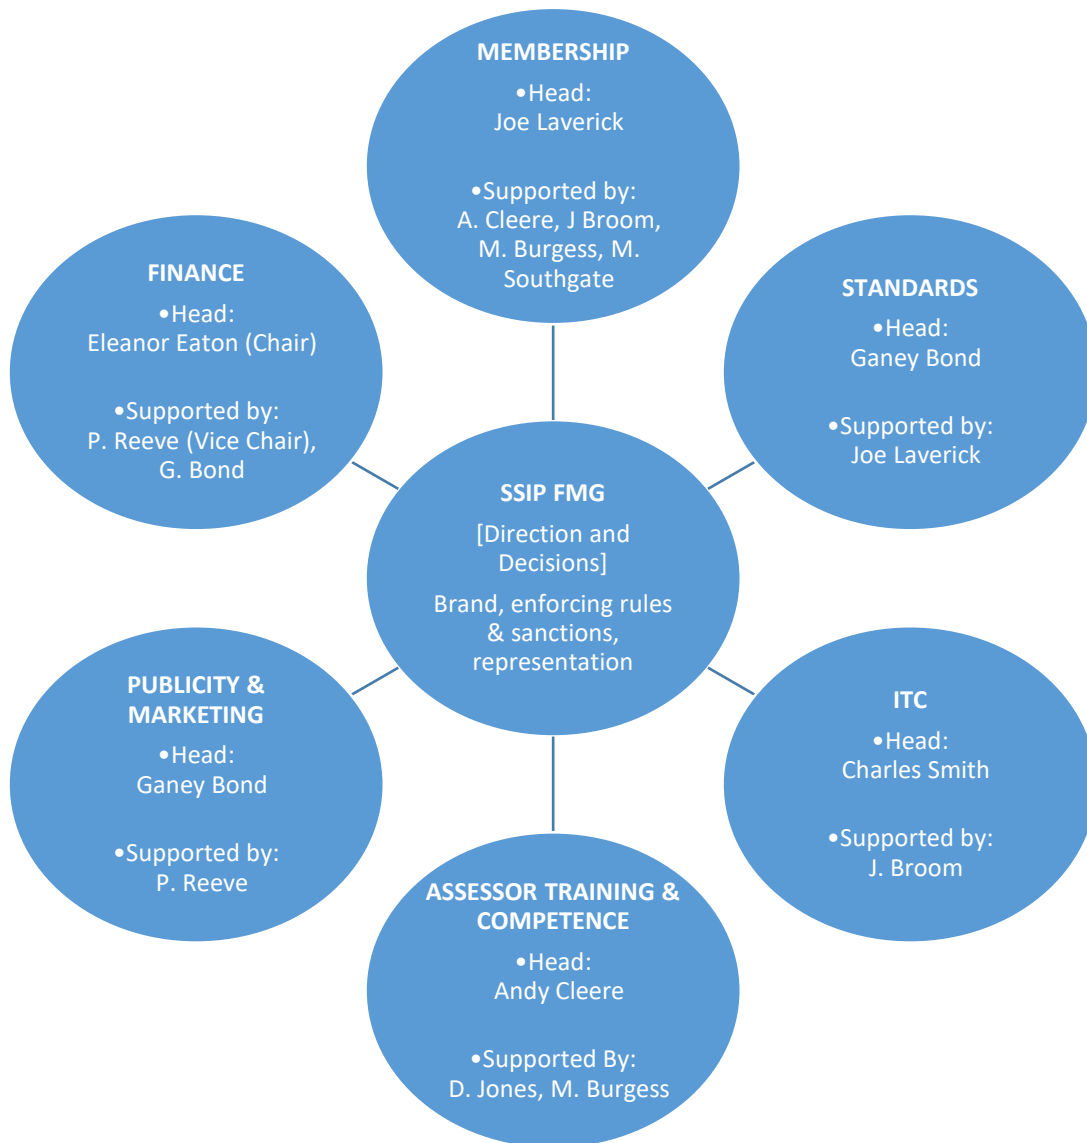 MEMBERSHIP
•Head:
Joe Laverick
•Supported by:
A. Cleere, J Broom,
M. Burgess, M.
Southgate
STANDARDS
•Head:
Ganey Bond
•Supported by:
Joe Laverick
ITC
•Head:
Charles Smith
•Supported by:
J. Broom
ASSESSOR TRAINING &
COMPETENCE
•Head:
Andy Cleere
•Supported By:
D. Jones, M. Burgess
PUBLICITY &
MARKETING
•Head:
Ganey Bond
•Supported by:
P. Reeve
FINANCE
•Head:
Eleanor Eaton (Chair)
•Supported by:
P. Reeve (Vice Chair),
G. Bond
SSIP FMG
[Direction and
Decisions]
Brand, enforcing rules
& sanctions,
representation